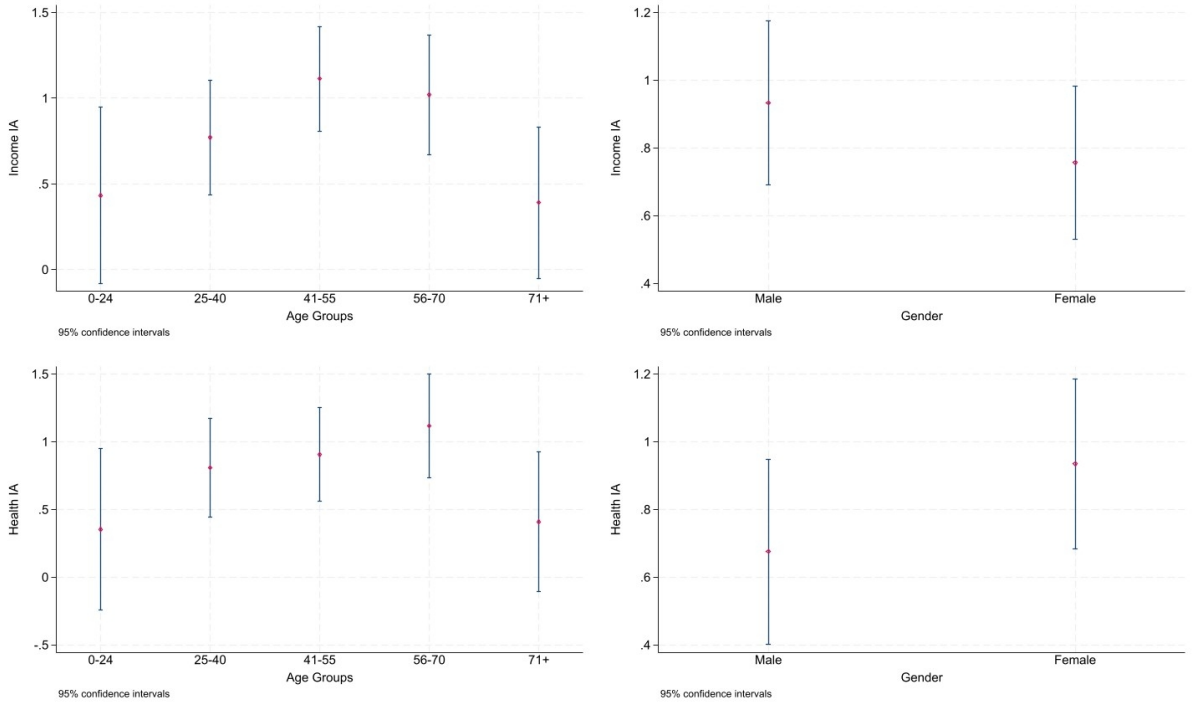 1.5
1
.5
0
Income IA
0-24 25-40 41-55 56-70 71+
Age Groups
95% confidence intervals
1.2
1
.8
.6
.4
Income IA
Male Female
Gender
95% confidence intervals
1.5
1
.5
0
-.5
Health IA
0-24 25-40 41-55 56-70 71+
Age Groups
95% confidence intervals
1.2
1
.8
.6
.4
Health IA
Male Female
Gender
95% confidence intervals